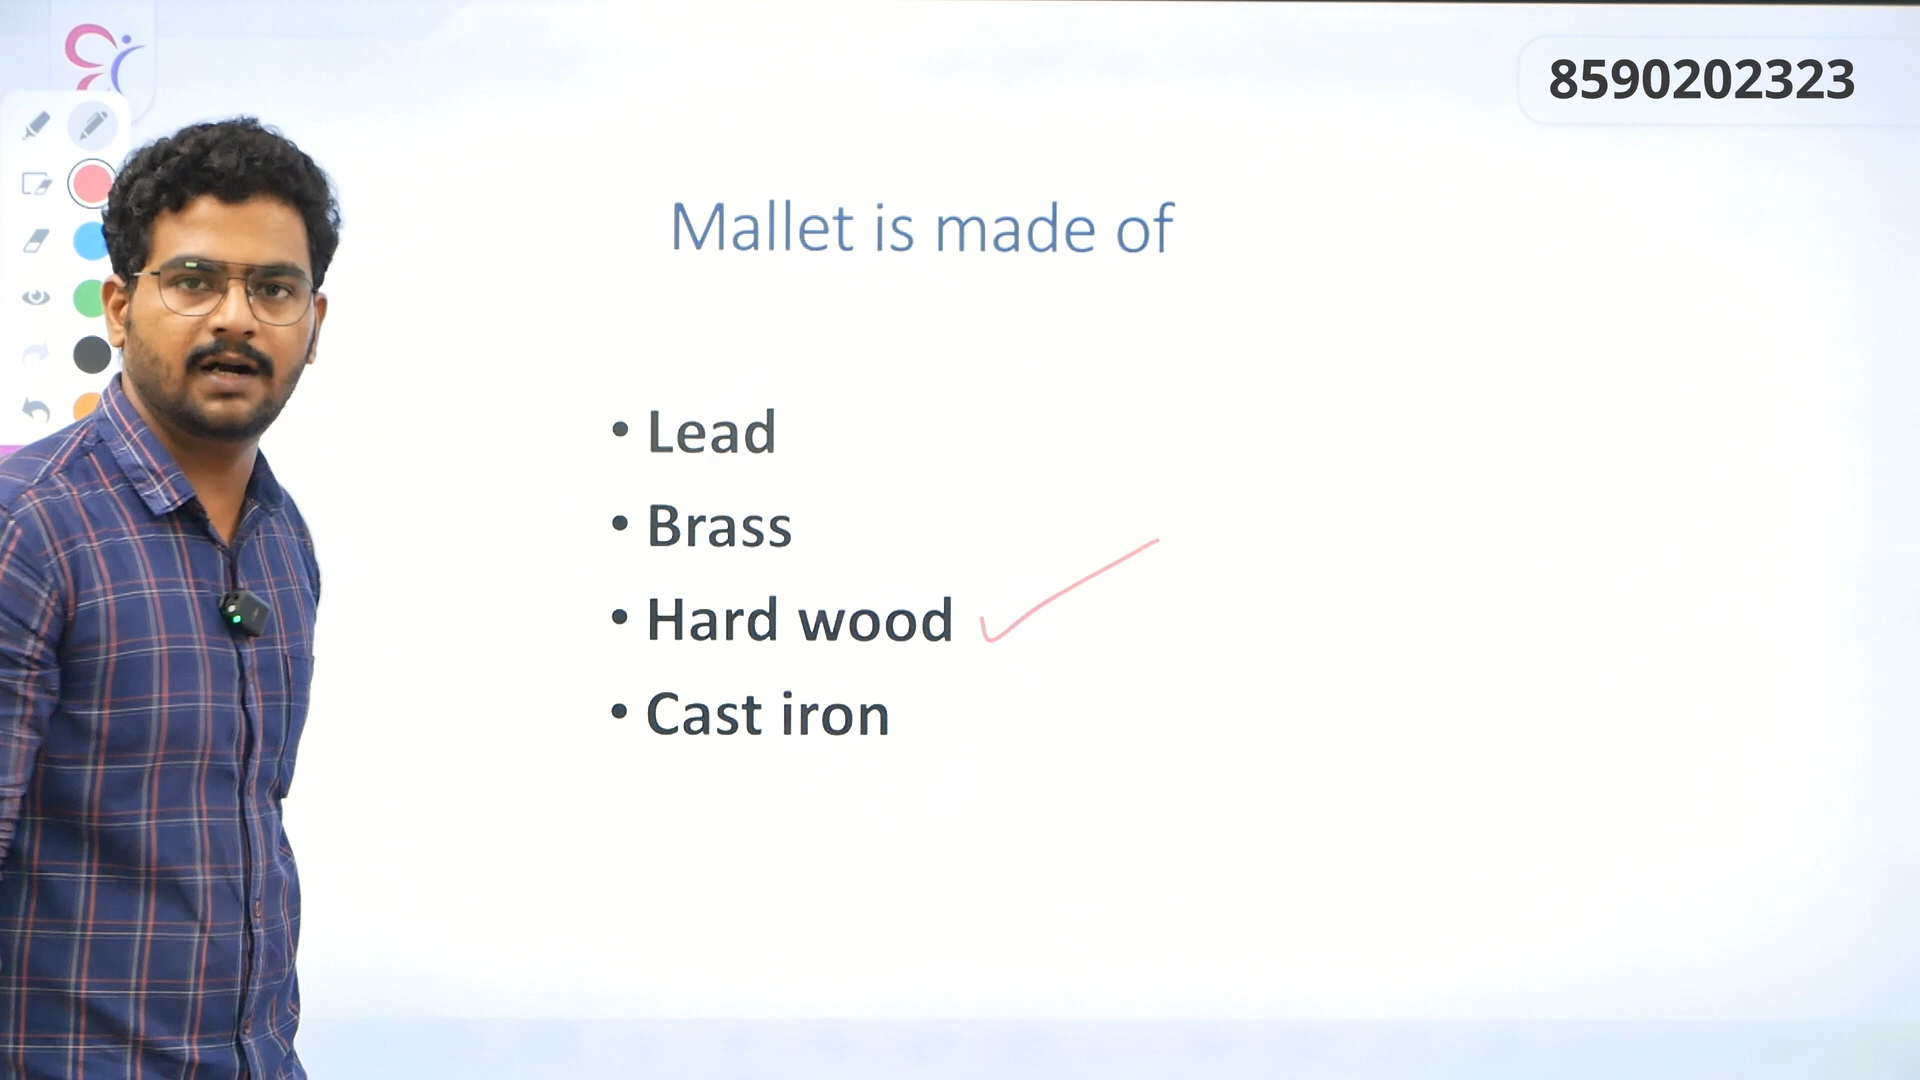 8590202323
Mallet is made of
• Lead
• Brass
• Hard wood
• Cast iron